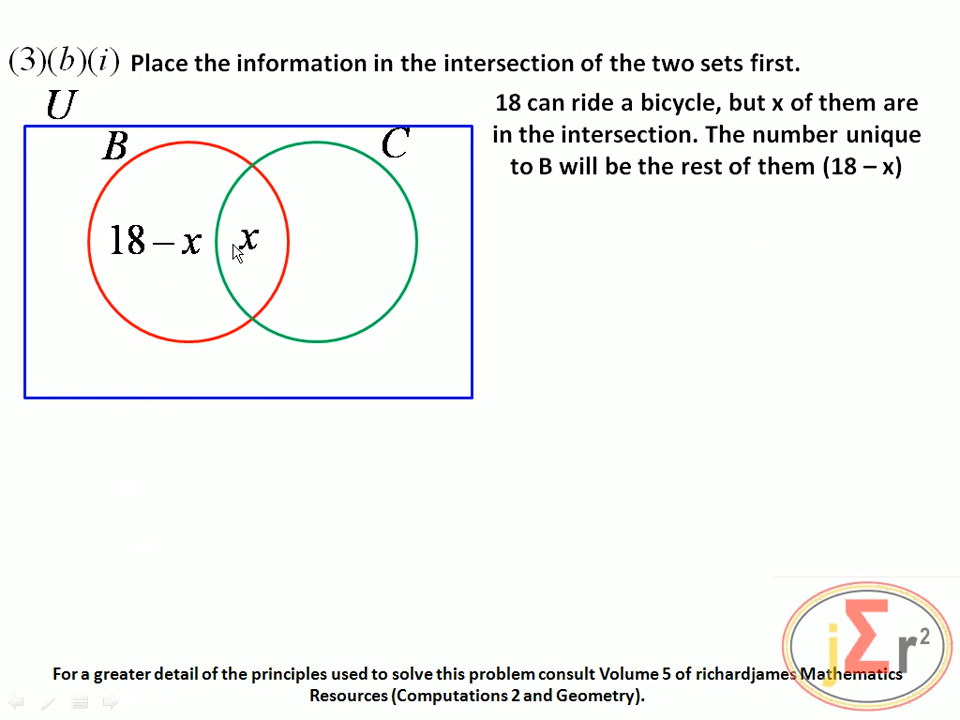 (3)(b)(i) Place the information in the intersection of the two sets first.
U
18 can ride a bicycle, but x of them are
in the intersection. The number unique
to B will be the rest of them (18 – x)
B
C
18 – x
x
jΣr²
For a greater detail of the principles used to solve this problem consult Volume 5 of richardjames Mathematics
Resources (Computations 2 and Geometry).